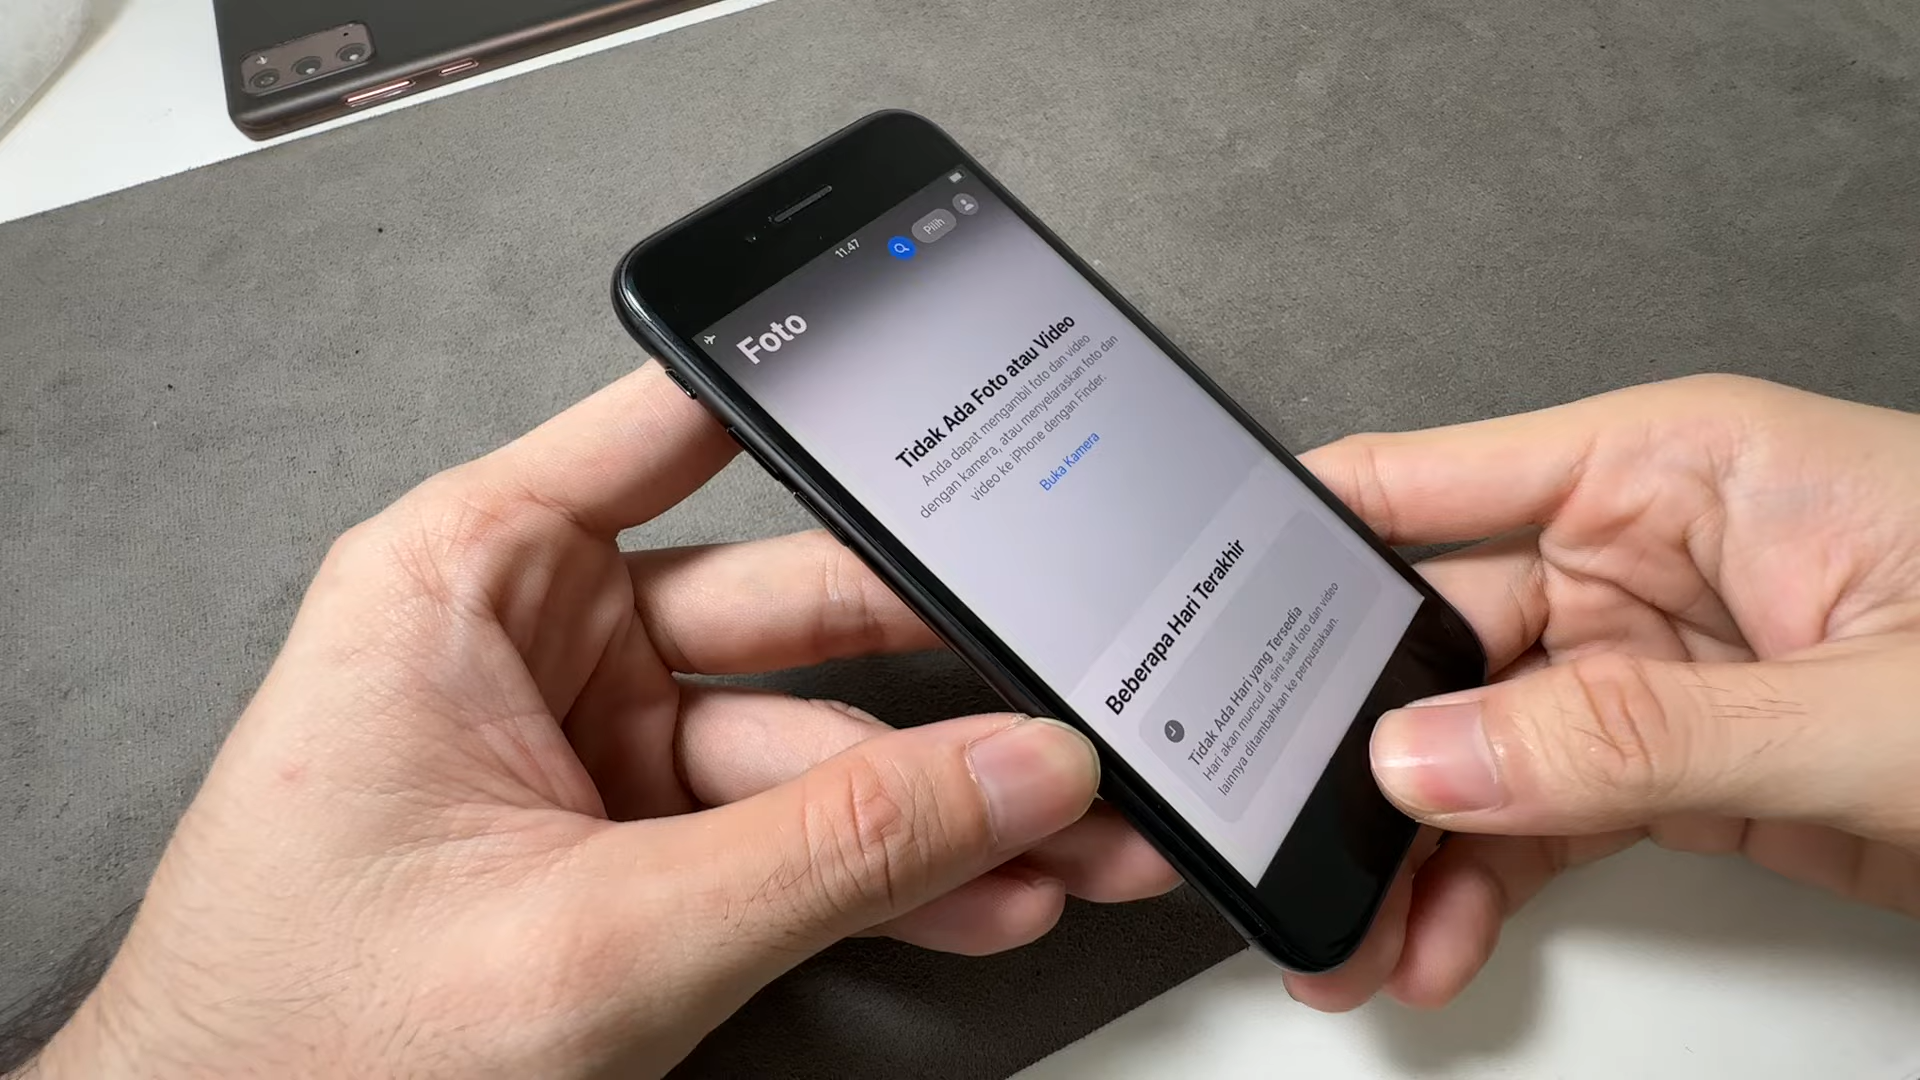 11.47
Pilih
Foto
Tidak Ada Foto atau Video
Anda dapat mengambil foto dan video
dengan kamera, atau menyelaraskan foto dan
video ke iPhone dengan Finder.
Buka Kamera
Beberapa Hari Terakhir
Tidak Ada Hari yang Tersedia
Hari akan muncul di sini saat foto dan video
lainnya ditambahkan ke perpustakaan.